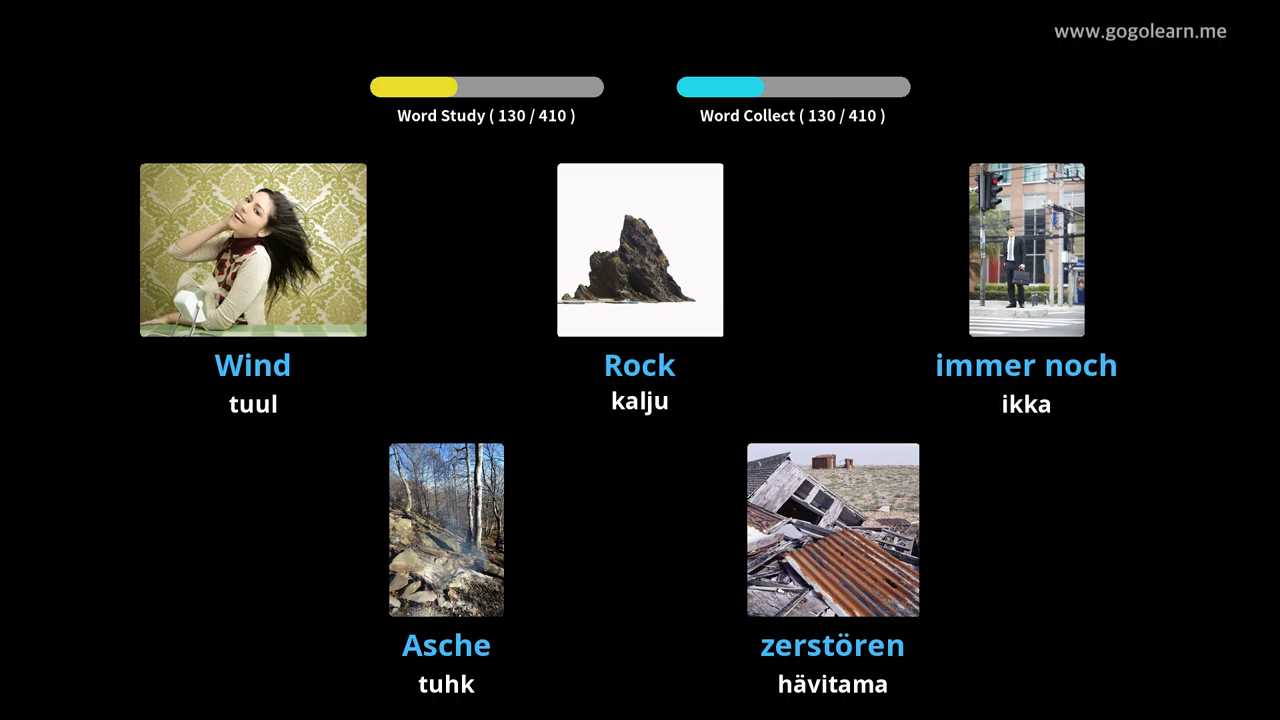 www.gogolearn.me
Word Study ( 130 / 410 )
Word Collect ( 130 / 410 )
Wind
tuul
Rock
kalju
immer noch
ikka
Asche
tuhk
zerstören
hävitama